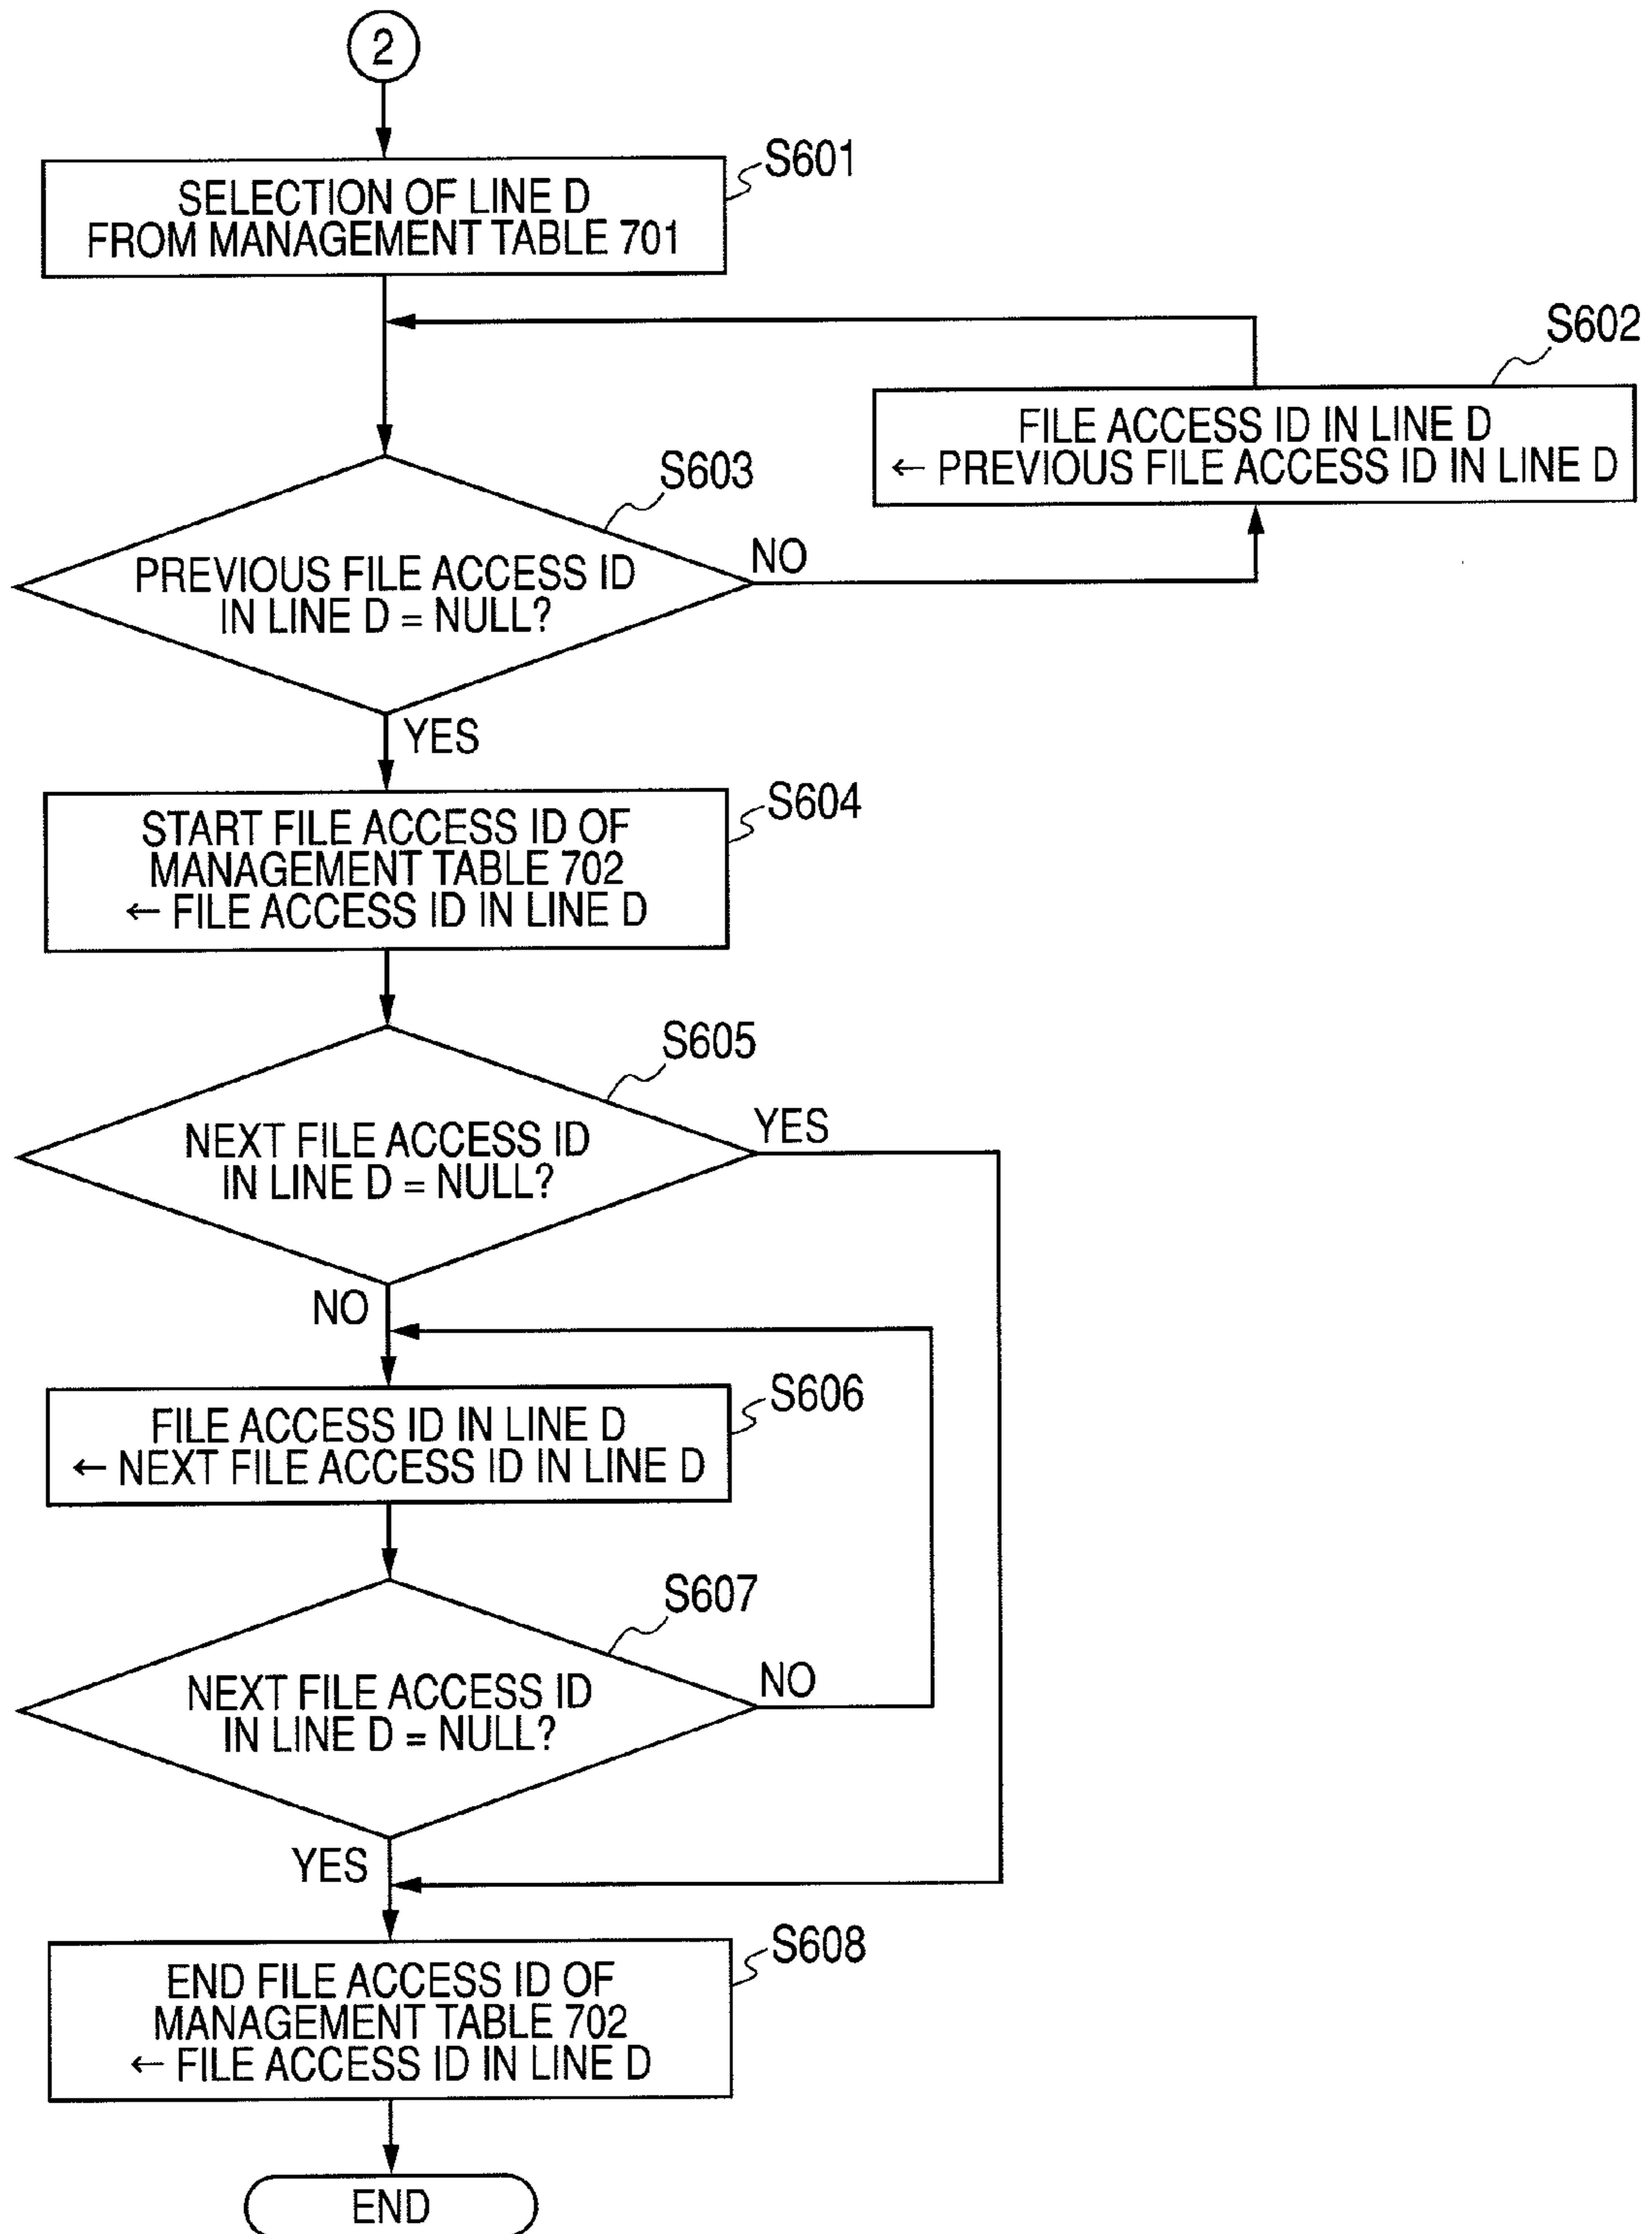 2
S601
SELECTION OF LINE D
FROM MANAGEMENT TABLE 701
S602
FILE ACCESS ID IN LINE D
← PREVIOUS FILE ACCESS ID IN LINE D
S603
PREVIOUS FILE ACCESS ID
IN LINE D = NULL?
NO
YES
S604
START FILE ACCESS ID OF
MANAGEMENT TABLE 702
← FILE ACCESS ID IN LINE D
S605
NEXT FILE ACCESS ID
IN LINE D = NULL?
YES
NO
S606
FILE ACCESS ID IN LINE D
← NEXT FILE ACCESS ID IN LINE D
S607
NEXT FILE ACCESS ID
IN LINE D = NULL?
NO
YES
S608
END FILE ACCESS ID OF
MANAGEMENT TABLE 702
← FILE ACCESS ID IN LINE D
END